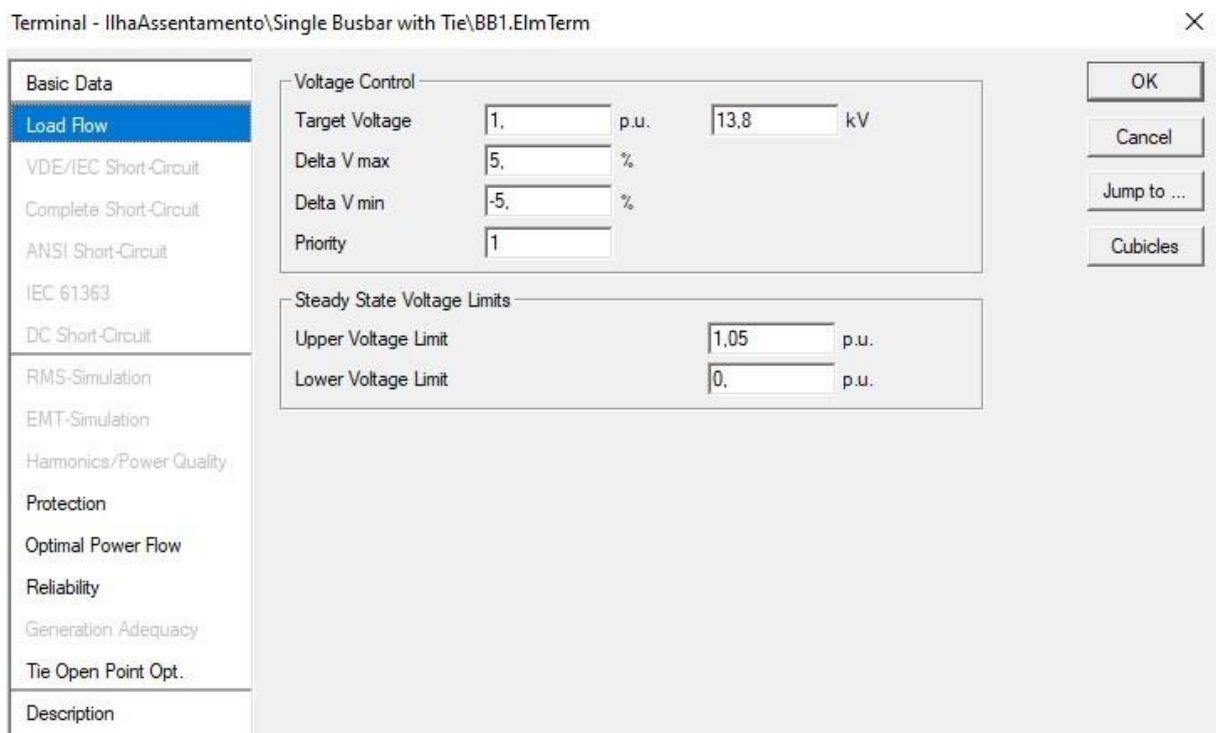 Terminal - IlhaAssentamento\Single Busbar with Tie\BB1.ElmTerm
Basic Data
Load Flow
VDE/IEC Short-Circuit
Complete Short-Circuit
ANSI Short-Circuit
IEC 61363
DC Short-Circuit
RMS-Simulation
EMT-Simulation
Harmonics/Power Quality
Protection
Optimal Power Flow
Reliability
Generation Adequacy
Tie Open Point Opt.
Description
Voltage Control
Target Voltage 1, p.u. 13,8 kV
Delta V max 5, %
Delta V min -5, %
Priority 1
Steady State Voltage Limits
Upper Voltage Limit 1,05 p.u.
Lower Voltage Limit 0, p.u.
OK
Cancel
Jump to ...
Cubicles